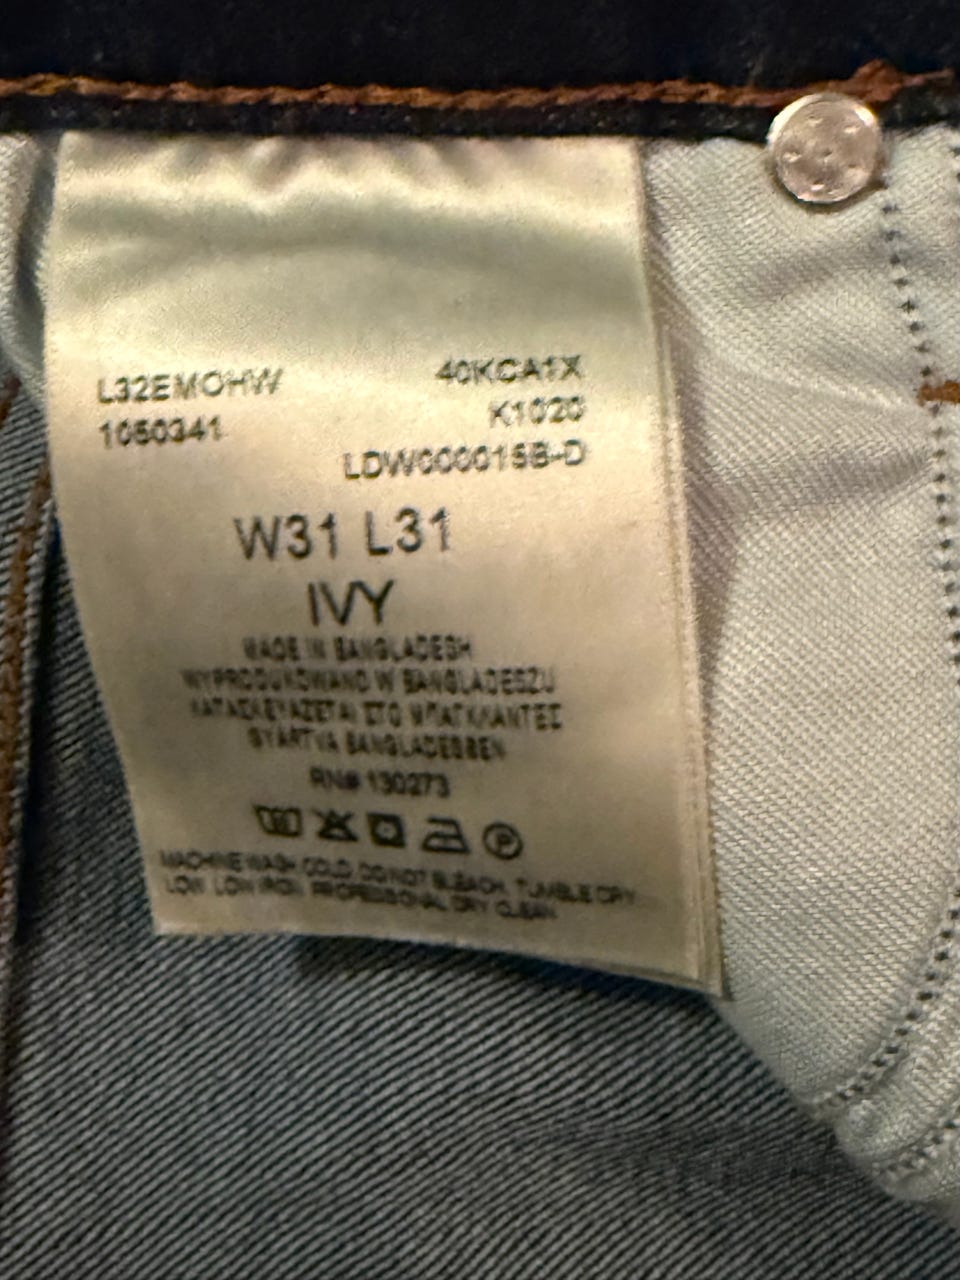 L32EMOHW 40KCA1X
1050341 K1020
LDW000015B-D
W31 L31
IVY
MADE IN BANGLADESH
WYPRODUKOWANO W BANGLADESZU
ΚΑΤΑΣΚΕΥΑΖΕΤΑΙ ΣΤΟ ΜΠΑΓΚΛΑΝΤΕΣ
GYÁRTVA BANGLADESBEN
RN# 130273
MACHINE WASH COLD. DO NOT BLEACH. TUMBLE DRY
LOW. LOW IRON. PROFESSIONAL DRY CLEAN